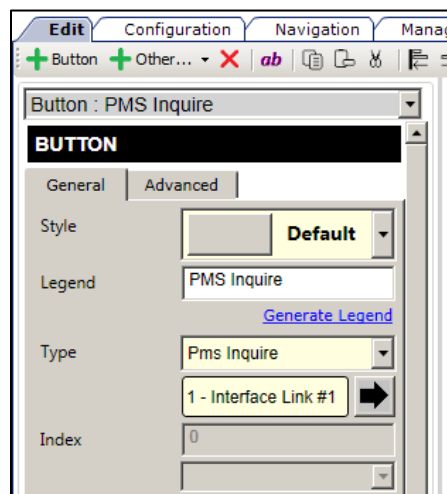 Edit Configuration Navigation
Button Other... ab
Button : PMS Inquire
BUTTON
General Advanced
Style Default
Legend PMS Inquire
Generate Legend
Type Pms Inquire
1 - Interface Link #1
Index 0